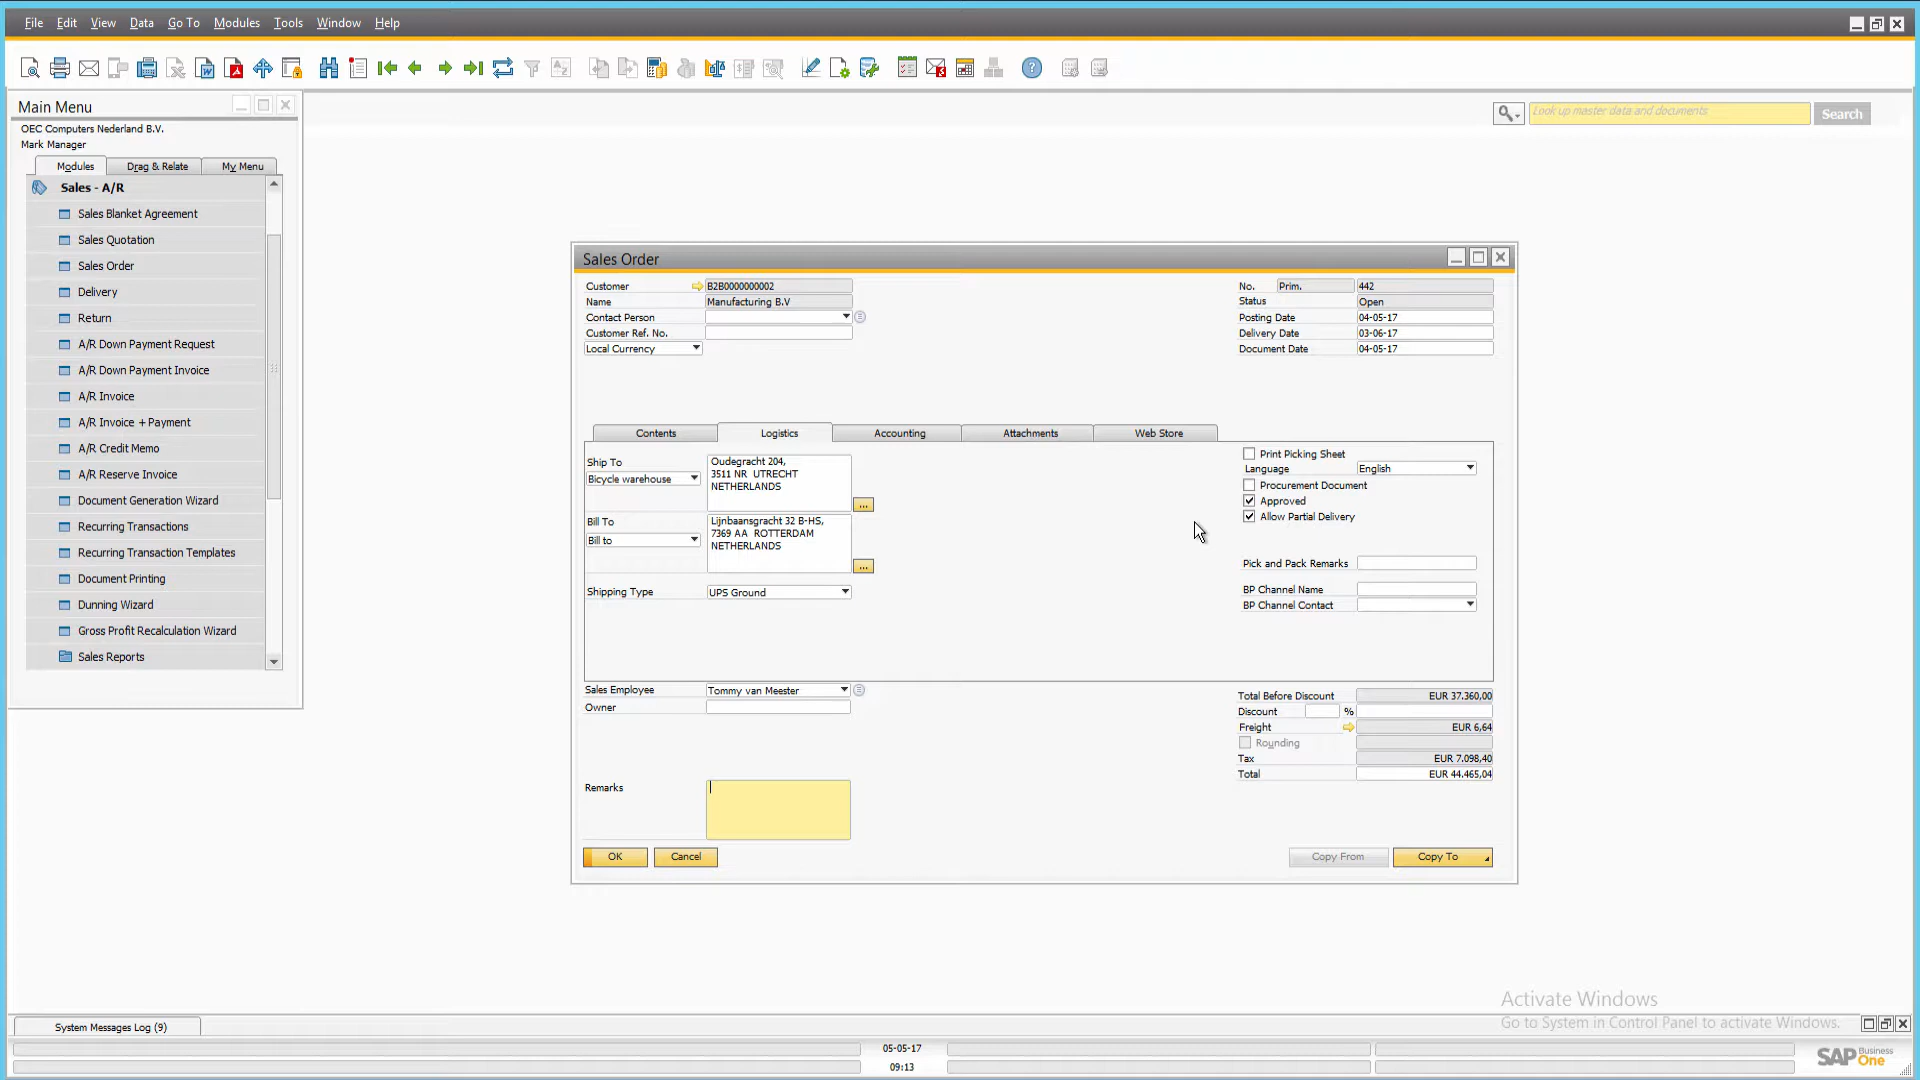 File Edit View Data Go To Modules Tools Window Help
Main Menu
OEC Computers Nederland B.V.
Mark Manager
Modules Drag & Relate My Menu
Sales - A/R
Sales Blanket Agreement
Sales Quotation
Sales Order
Delivery
Return
A/R Down Payment Request
A/R Down Payment Invoice
A/R Invoice
A/R Invoice + Payment
A/R Credit Memo
A/R Reserve Invoice
Document Generation Wizard
Recurring Transactions
Recurring Transaction Templates
Document Printing
Dunning Wizard
Gross Profit Recalculation Wizard
Sales Reports
Look up master data and documents Search
Sales Order
Customer B2B0000000002
Name Manufacturing B.V
Contact Person
Customer Ref. No.
Local Currency
No. Prim. 442
Status Open
Posting Date 04-05-17
Delivery Date 03-06-17
Document Date 04-05-17
Contents Logistics Accounting Attachments Web Store
Ship To
Bicycle warehouse
Oudegracht 204,
3511 NR UTRECHT
NETHERLANDS
...
Bill To
Bill to
Lijnbaansgracht 32 B-HS,
7369 AA ROTTERDAM
NETHERLANDS
...
Shipping Type UPS Ground
Print Picking Sheet
Language English
Procurement Document
Approved
Allow Partial Delivery
Pick and Pack Remarks
BP Channel Name
BP Channel Contact
Sales Employee Tommy van Meester
Owner
Total Before Discount EUR 37.360,00
Discount %
Freight EUR 6,64
Rounding
Tax EUR 7.098,40
Total EUR 44.465,04
Remarks
OK Cancel Copy From Copy To
Activate Windows
Go to System in Control Panel to activate Windows.
System Messages Log (9)
05-05-17
09:13
SAP Business One